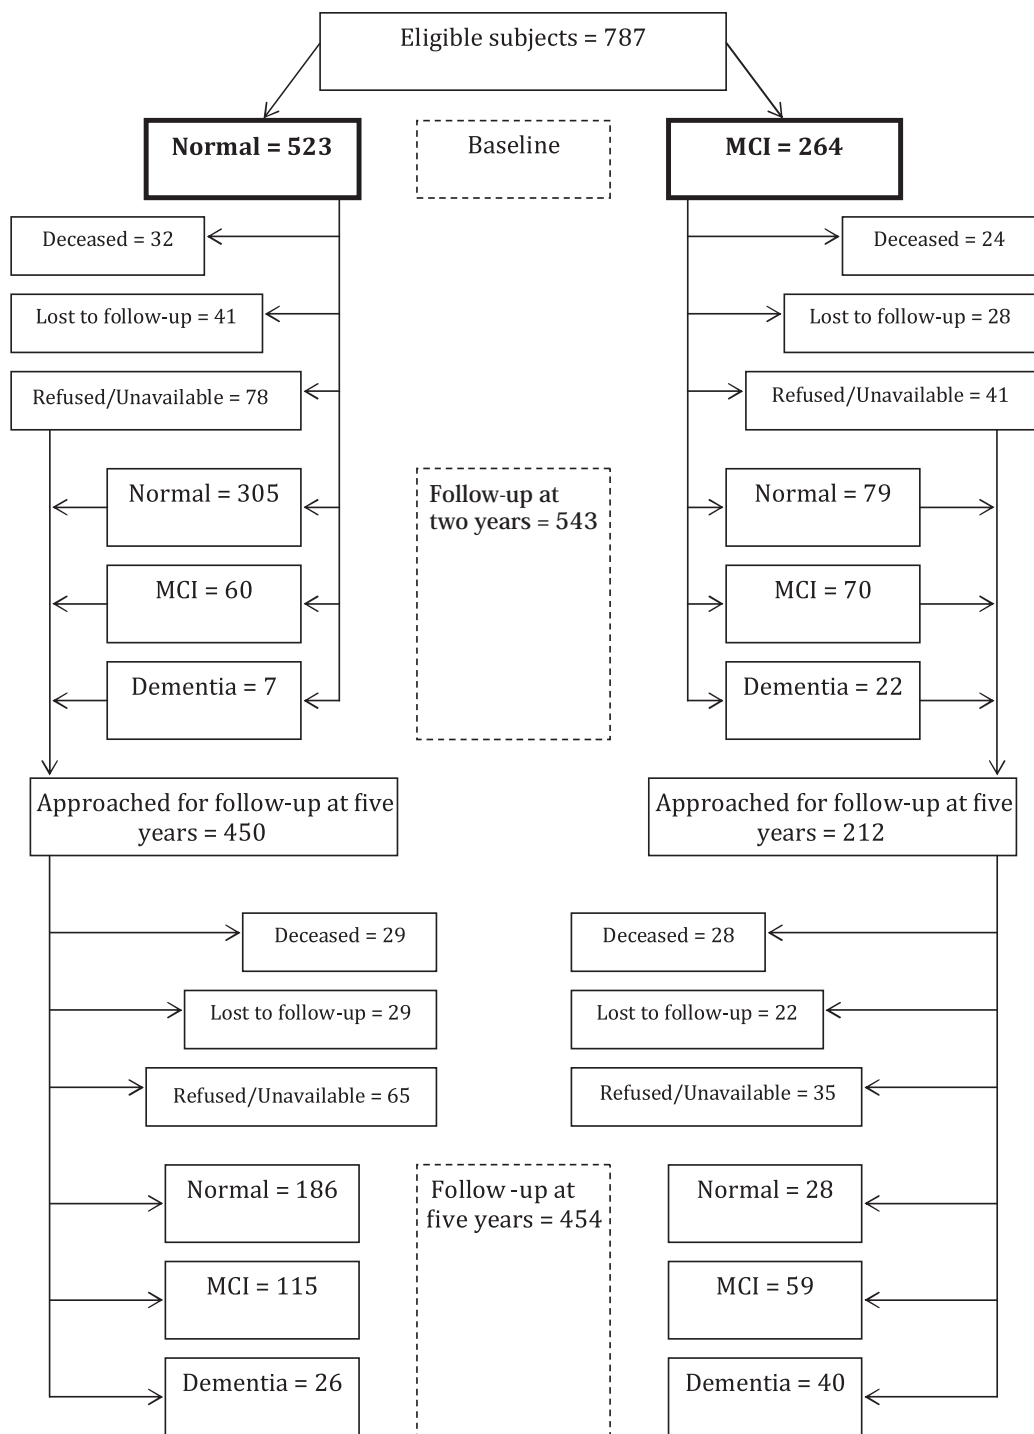 Eligible subjects = 787
Normal = 523
Baseline
MCI = 264
Deceased = 32
Deceased = 24
Lost to follow-up = 41
Lost to follow-up = 28
Refused/Unavailable = 78
Refused/Unavailable = 41
Normal = 305
Follow-up at
two years = 543
Normal = 79
MCI = 60
MCI = 70
Dementia = 7
Dementia = 22
Approached for follow-up at five
years = 450
Approached for follow-up at five
years = 212
Deceased = 29
Deceased = 28
Lost to follow-up = 29
Lost to follow-up = 22
Refused/Unavailable = 65
Refused/Unavailable = 35
Normal = 186
Follow -up at
five years = 454
Normal = 28
MCI = 115
MCI = 59
Dementia = 26
Dementia = 40